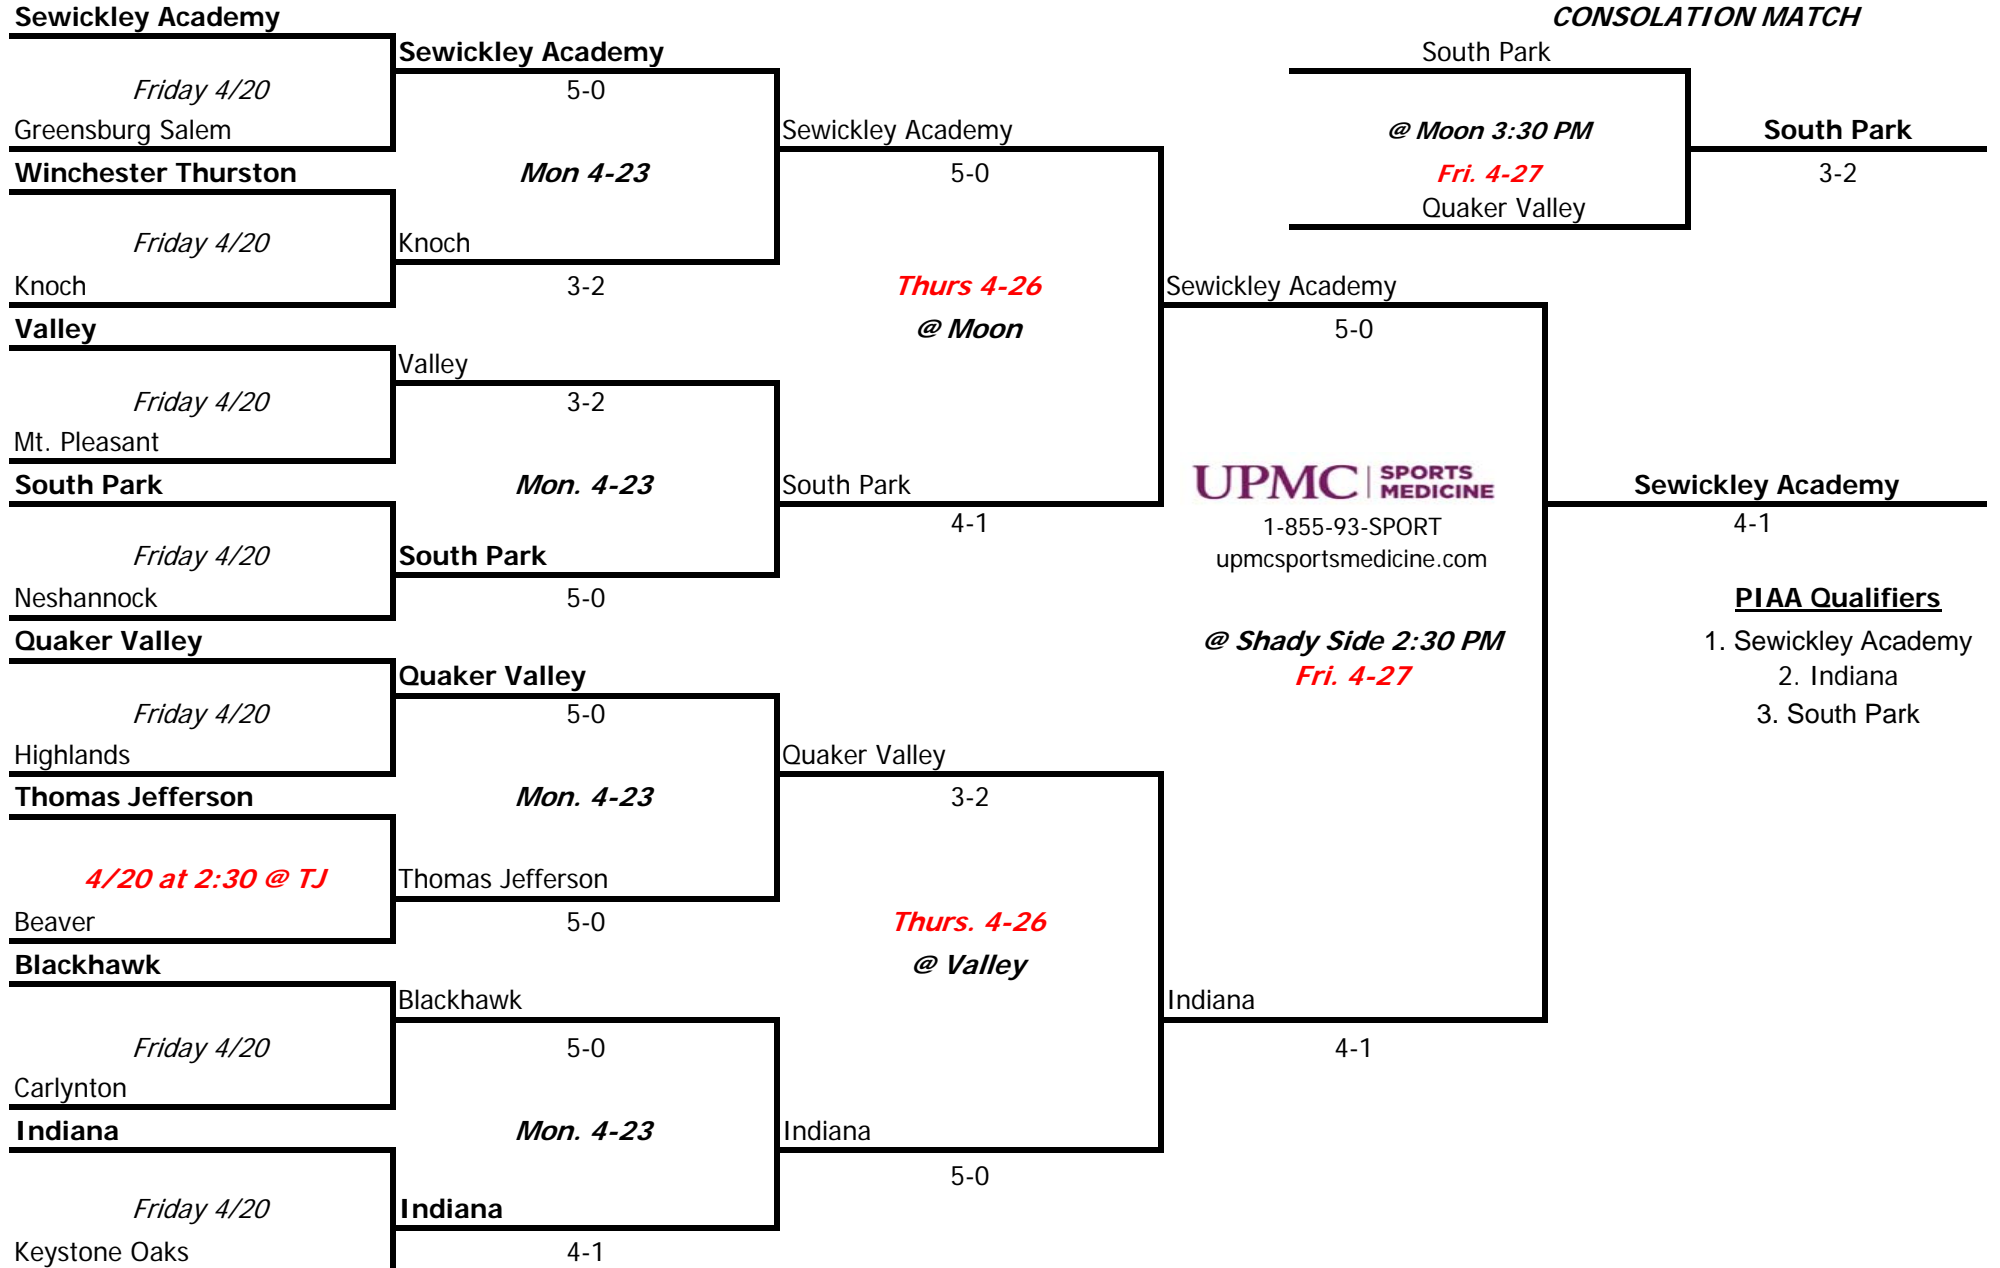 Sewickley Academy
CONSOLATION MATCH
Sewickley Academy
South Park
Friday 4/20
5-0
Greensburg Salem
Sewickley Academy
@ Moon 3:30 PM
South Park
Winchester Thurston
Mon 4-23
5-0
Fri. 4-27
3-2
Quaker Valley
Friday 4/20
Knoch
Knoch
3-2
Thurs 4-26
Sewickley Academy
Valley
@ Moon
5-0
Valley
Friday 4/20
3-2
Mt. Pleasant
South Park
Mon. 4-23
South Park
UPMC SPORTS MEDICINE
Sewickley Academy
4-1
1-855-93-SPORT
4-1
Friday 4/20
South Park
upmcsportsmedicine.com
Neshannock
5-0
PIAA Qualifiers
Quaker Valley
@ Shady Side 2:30 PM
1. Sewickley Academy
Quaker Valley
Fri. 4-27
2. Indiana
Friday 4/20
5-0
3. South Park
Highlands
Quaker Valley
Thomas Jefferson
Mon. 4-23
3-2
4/20 at 2:30 @ TJ
Thomas Jefferson
Beaver
5-0
Thurs. 4-26
Blackhawk
@ Valley
Blackhawk
Indiana
Friday 4/20
5-0
4-1
Carlynton
Indiana
Mon. 4-23
Indiana
5-0
Friday 4/20
Indiana
Keystone Oaks
4-1